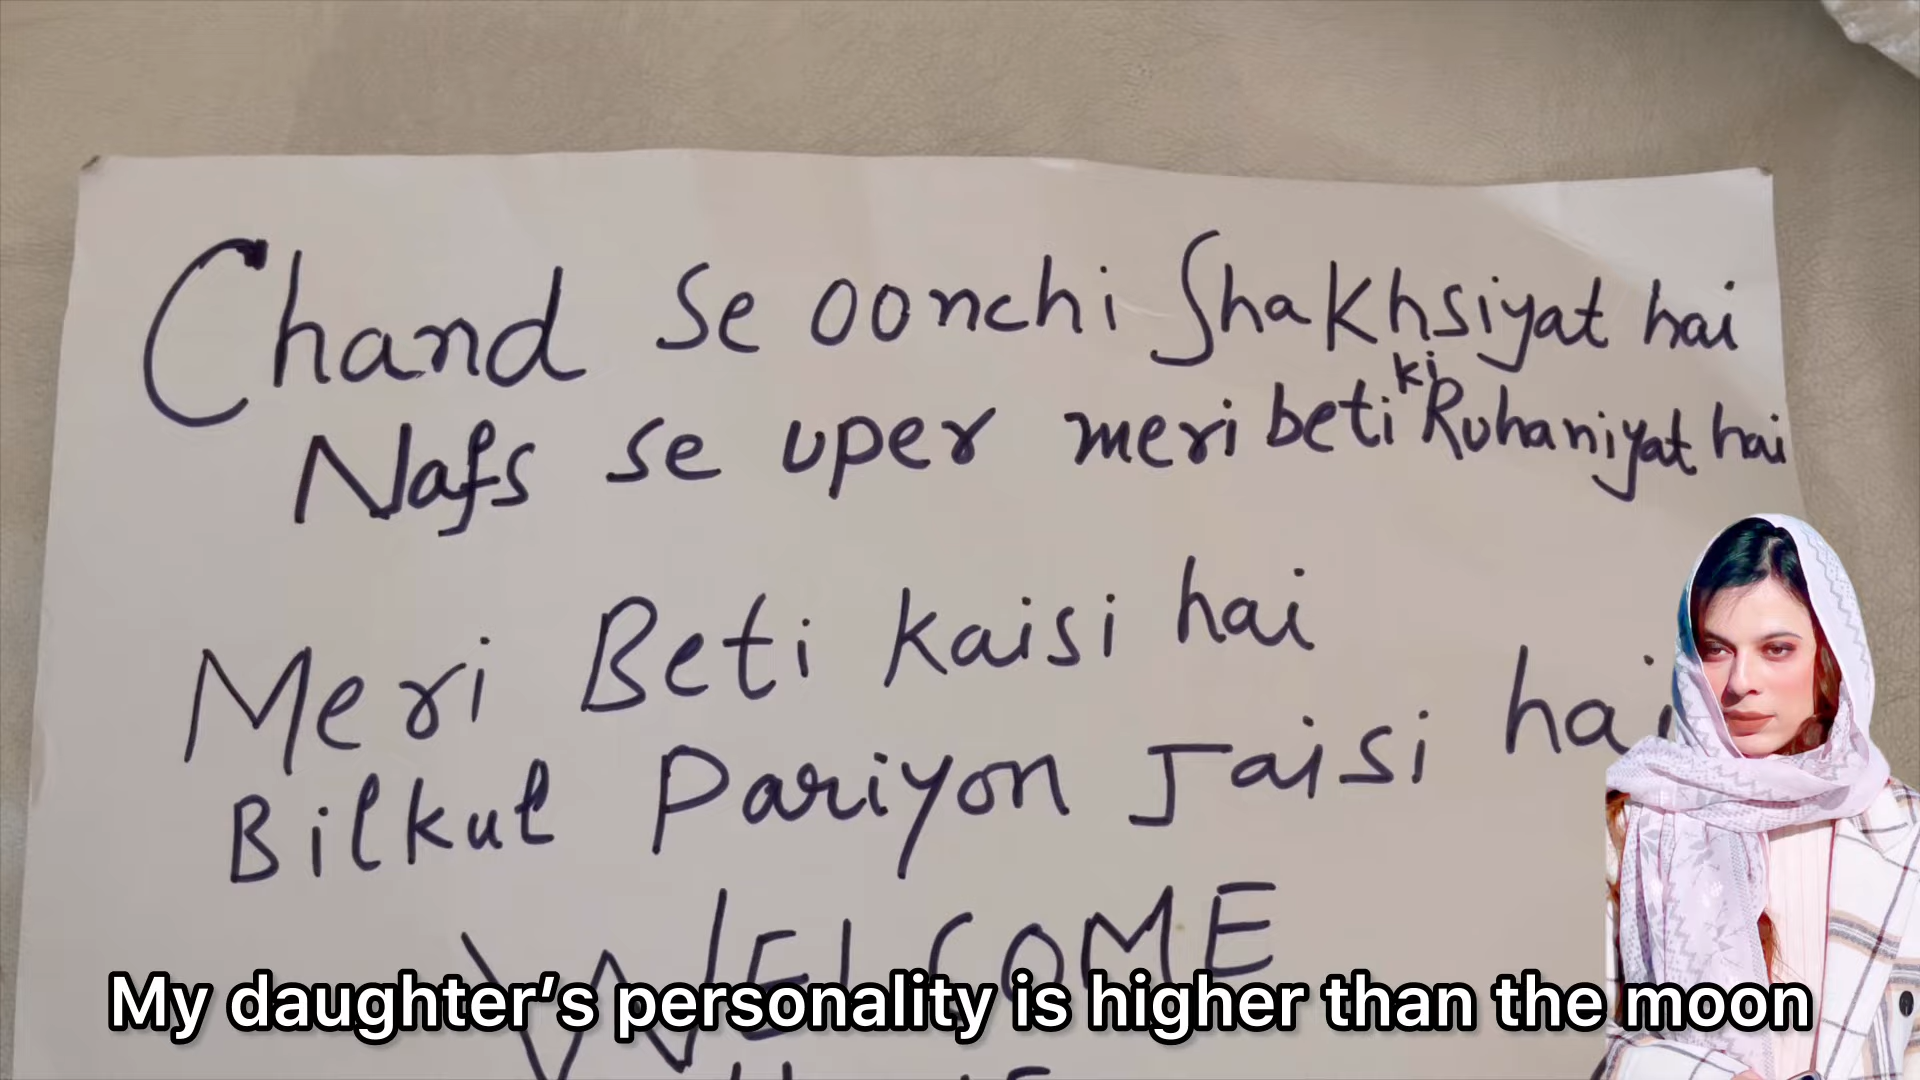 Chand se oonchi Shakhsiyat hai
Nafs se uper meri beti ki Ruhaniyat hai
Meri Beti kaisi hai
Bilkul Pariyon Jaisi hai
WELCOME
My daughter’s personality is higher than the moon